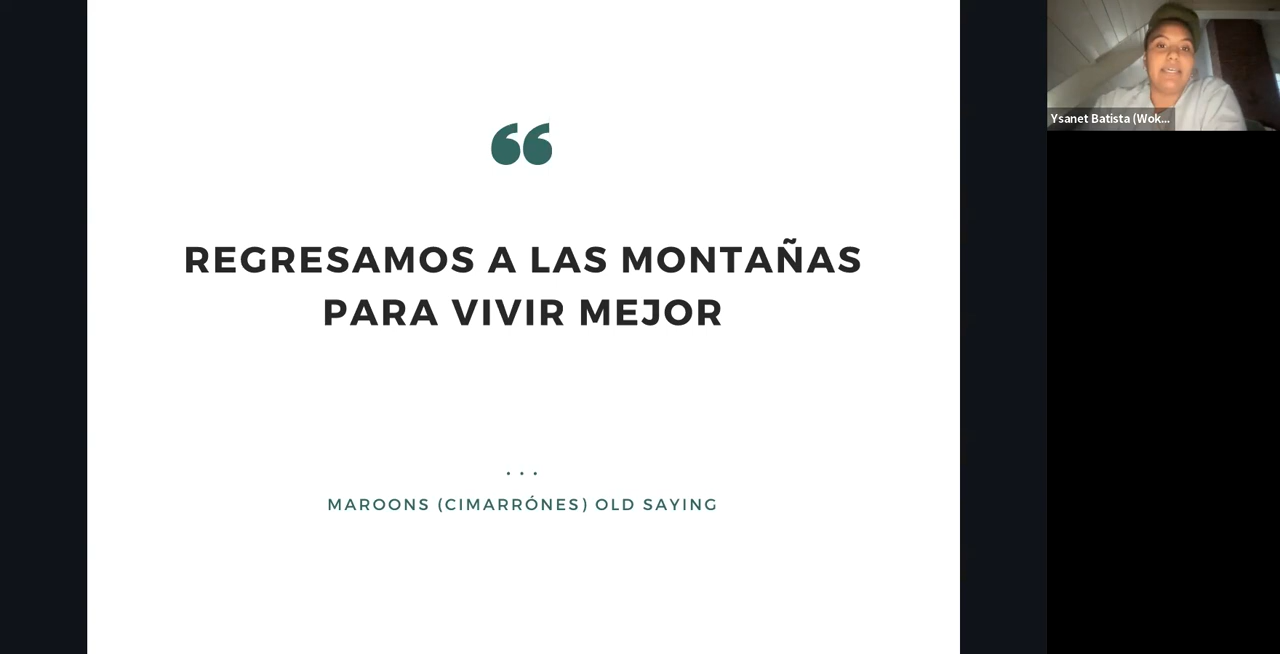 REGRESAMOS A LAS MONTAÑAS
PARA VIVIR MEJOR
...
MAROONS (CIMARRÓNES) OLD SAYING
Ysanet Batista (Wok...